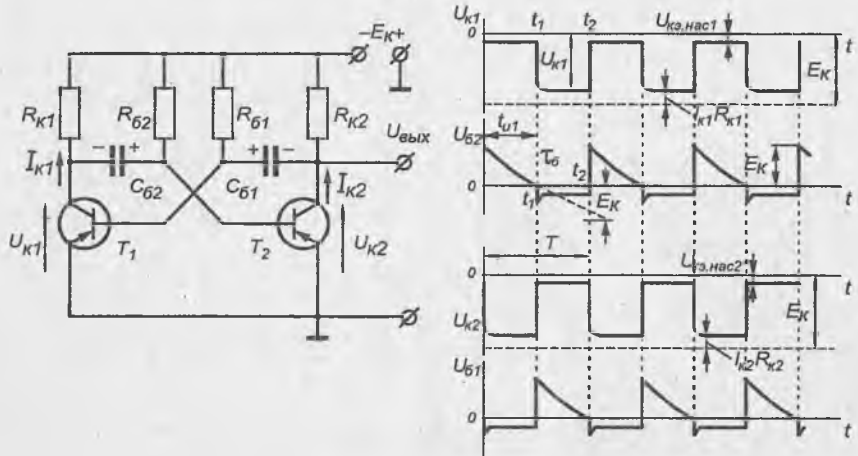 −Eк+
Rк1 Rб2 Rб1 Rк2
Uвых
− + + −
Iк1 Cб2 Cб1 Iк2
Uк1 T1 T2 Uк2
Uк1 t1 t2 Uкэ.нас1
0 t
Uк1 Eк
Iк1Rк1
Uб2 tи1
τб Eк
0 t2 t
t1 Eк
T Uкэ.нас2
0 t
Uк2 Eк
Iк2Rк2
Uб1
0 t